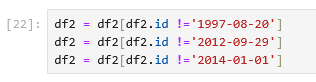 [22]: df2 = df2[df2.id !='1997-08-20']
df2 = df2[df2.id !='2012-09-29']
df2 = df2[df2.id !='2014-01-01']